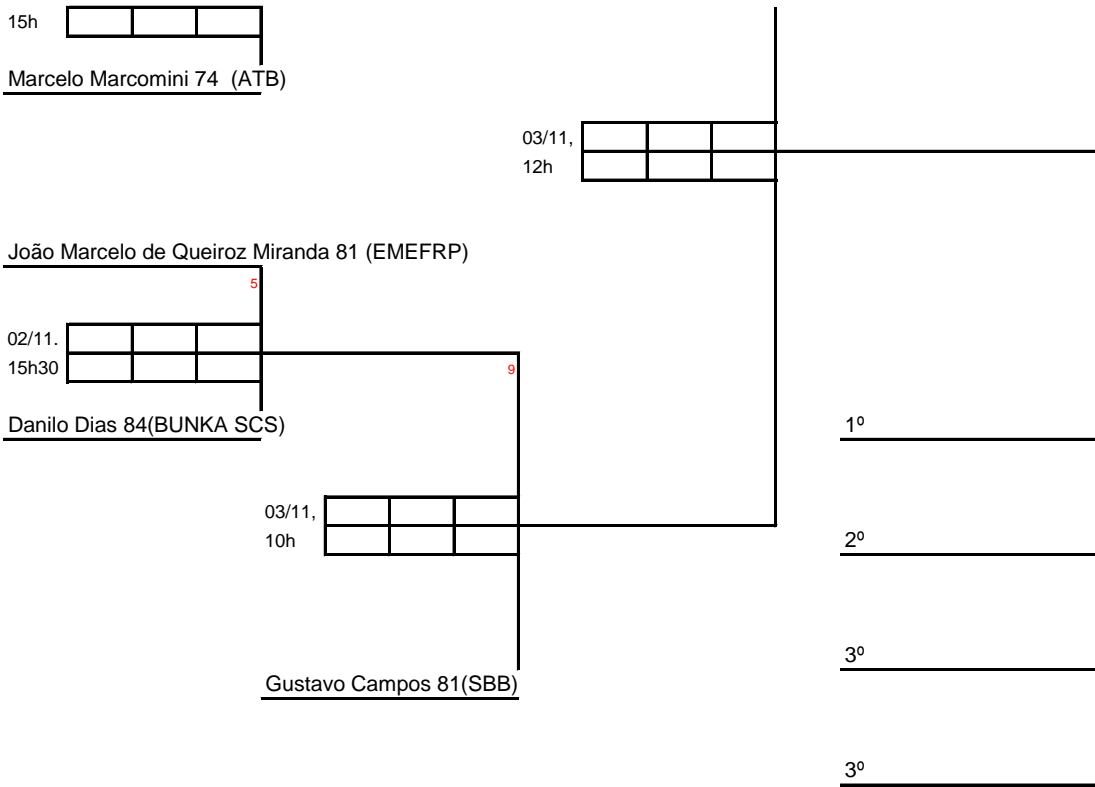 15h
Marcelo Marcomini 74  (ATB)
03/11,
12h
João Marcelo de Queiroz Miranda 81 (EMEFRP)
5
02/11.
15h30
9
Danilo Dias 84(BUNKA SCS)
1º
03/11,
10h
2º
3º
Gustavo Campos 81(SBB)
3º